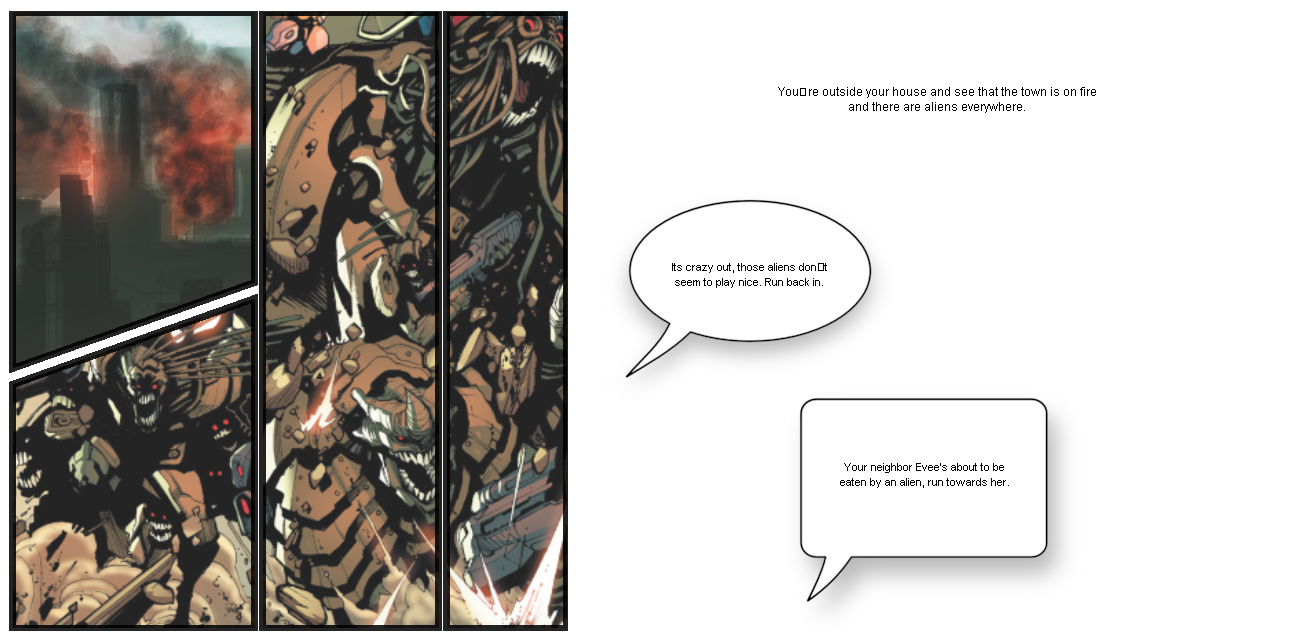 You▯re outside your house and see that the town is on fire
and there are aliens everywhere.
Its crazy out, those aliens don▯t
seem to play nice. Run back in.
Your neighbor Evee's about to be
eaten by an alien, run towards her.